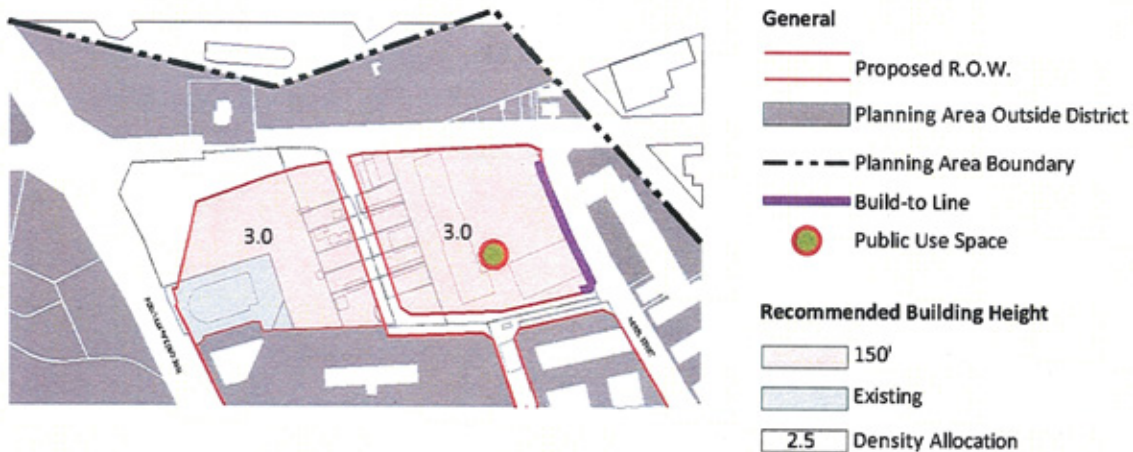 General
Proposed R.O.W.
Planning Area Outside District
Planning Area Boundary
Build-to Line
Public Use Space
Recommended Building Height
150'
Existing
2.5 Density Allocation
3.0
3.0